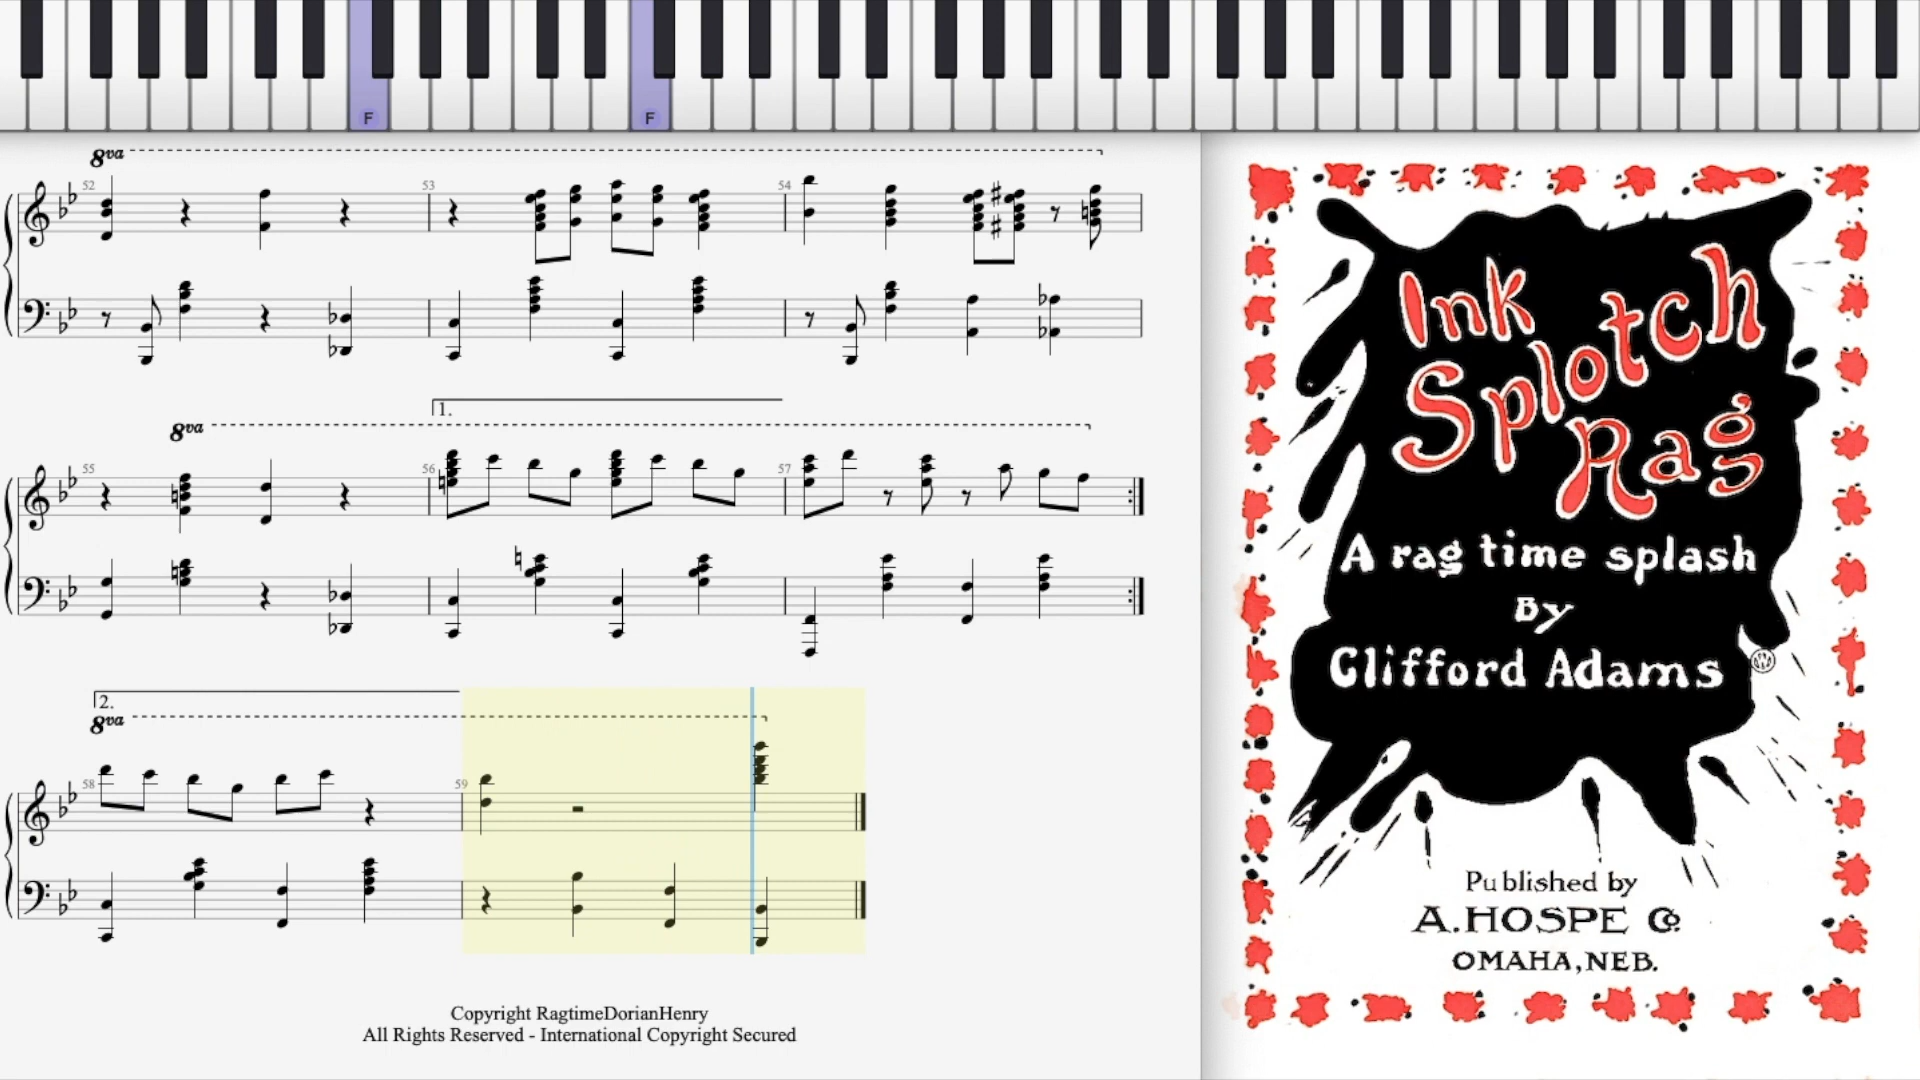 F F
8va
52 53 54
8va 1.
55 56 57
2.
8va
58 59
Copyright RagtimeDorianHenry
All Rights Reserved - International Copyright Secured
Ink
Splotch
Rag
A rag time splash
By
Clifford Adams
Published by
A. HOSPE Co.
OMAHA, NEB.